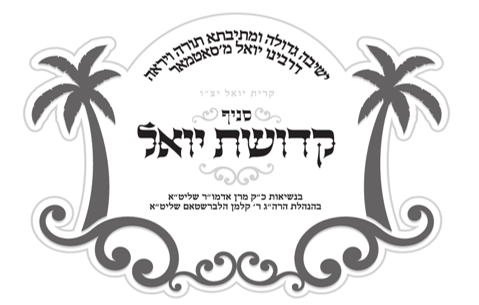 ישיבה גדולה ומתיבתא תורה ויראה
דרבינו יואל מ'סאטמאר
קרית יואל יצ"ו
סניף
קדושת יואל
בנשיאות כ"ק מרן אדמו"ר שליט"א
בהנהלת הרה"ג ר' קלמן הלברשטאם שליט"א